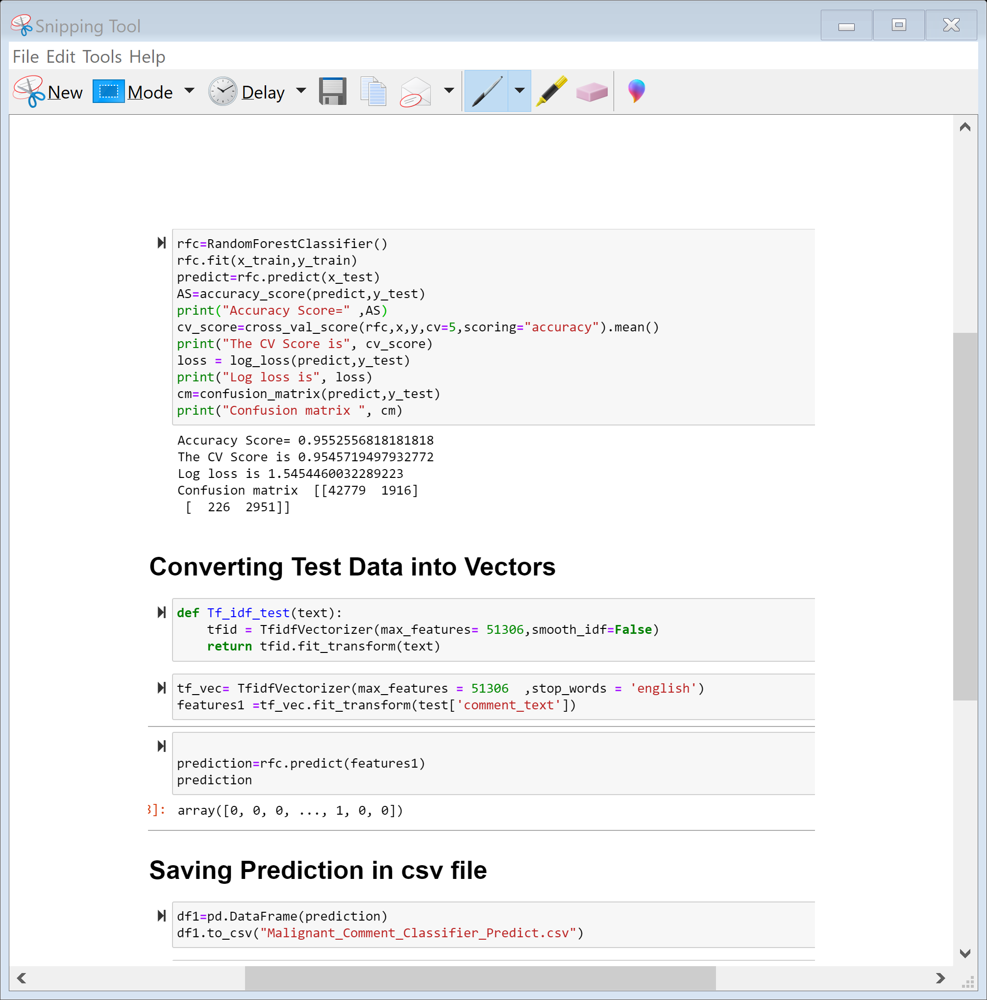 Snipping Tool
File Edit Tools Help
New Mode Delay
rfc=RandomForestClassifier()
rfc.fit(x_train,y_train)
predict=rfc.predict(x_test)
AS=accuracy_score(predict,y_test)
print("Accuracy Score=" ,AS)
cv_score=cross_val_score(rfc,x,y,cv=5,scoring="accuracy").mean()
print("The CV Score is", cv_score)
loss = log_loss(predict,y_test)
print("Log loss is", loss)
cm=confusion_matrix(predict,y_test)
print("Confusion matrix ", cm)
Accuracy Score= 0.9552556818181818
The CV Score is 0.9545719497932772
Log loss is 1.5454460032289223
Confusion matrix  [[42779  1916]
 [  226  2951]]
Converting Test Data into Vectors
def Tf_idf_test(text):
    tfid = TfidfVectorizer(max_features= 51306,smooth_idf=False)
    return tfid.fit_transform(text)
tf_vec= TfidfVectorizer(max_features = 51306  ,stop_words = 'english')
features1 =tf_vec.fit_transform(test['comment_text'])
prediction=rfc.predict(features1)
prediction
]: array([0, 0, 0, ..., 1, 0, 0])
Saving Prediction in csv file
df1=pd.DataFrame(prediction)
df1.to_csv("Malignant_Comment_Classifier_Predict.csv")